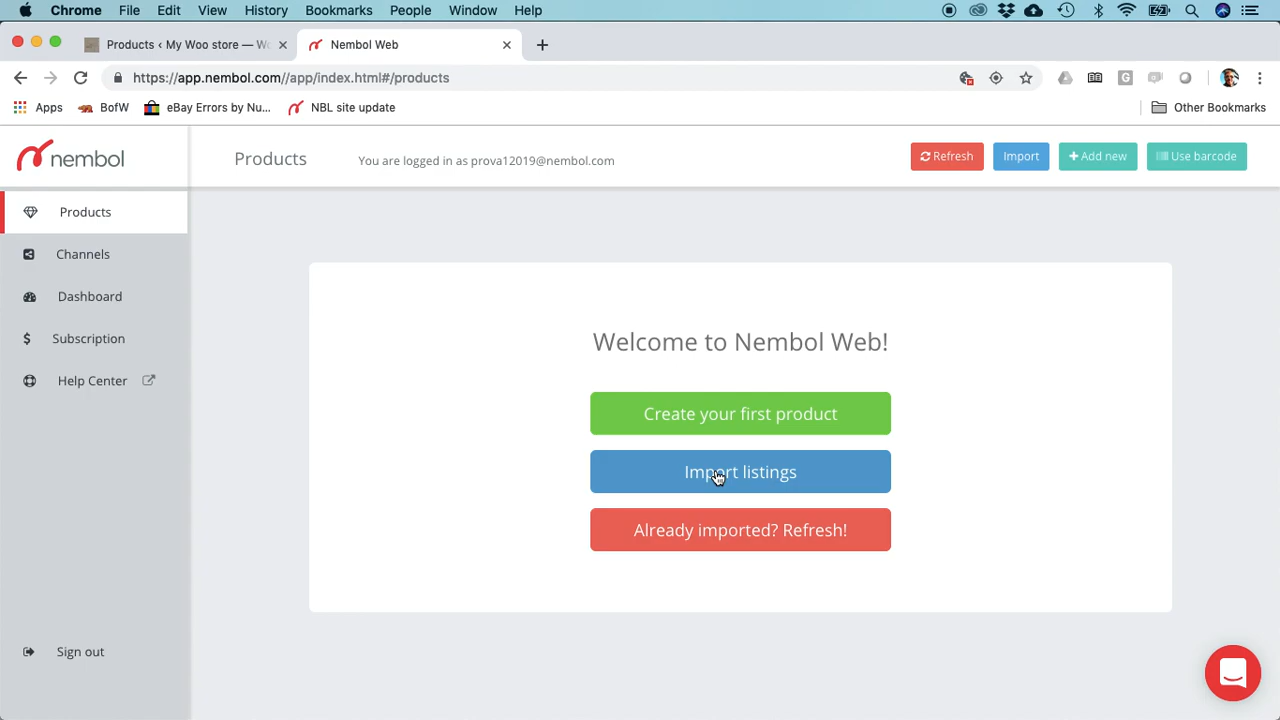 Chrome File Edit View History Bookmarks People Window Help
Products ‹ My Woo store — Wo
Nembol Web
https://app.nembol.com//app/index.html#/products
Apps BofW eBay Errors by Nu... NBL site update Other Bookmarks
nembol
Products
You are logged in as prova12019@nembol.com
Refresh
Import
+ Add new
Use barcode
Products
Channels
Dashboard
Subscription
Help Center
Sign out
Welcome to Nembol Web!
Create your first product
Import listings
Already imported? Refresh!